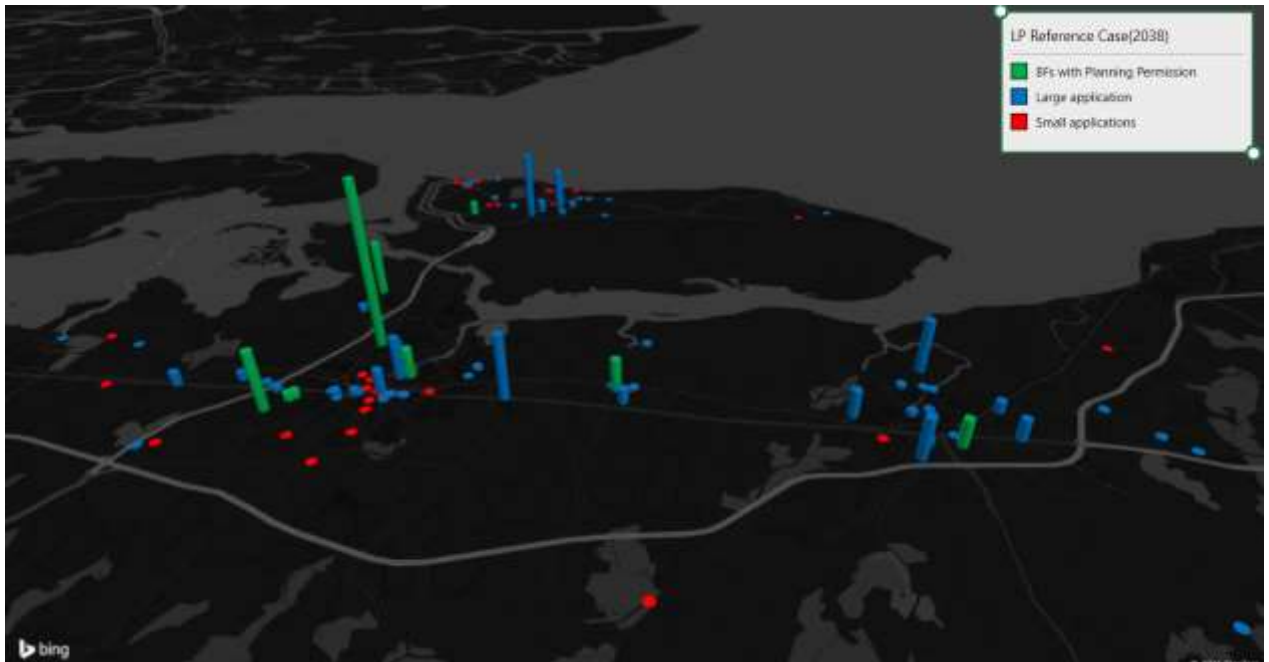 LP Reference Case(2038)
BFs with Planning Permission
Large application
Small applications
bing